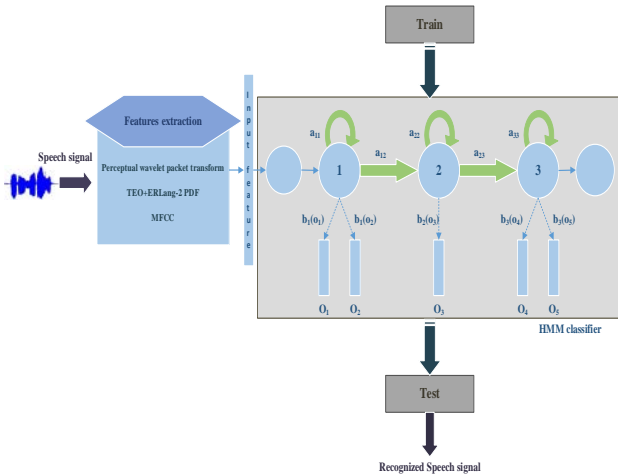 Train
Features extraction
Speech signal
Perceptual wavelet packet transform
TEO+ERLang-2 PDF
MFCC
Input feature
a11
a22
a33
a12
a23
1
2
3
b1(o1)
b1(o2)
b2(o3)
b3(o4)
b3(o5)
O1
O2
O3
O4
O5
HMM classifier
Test
Recognized Speech signal